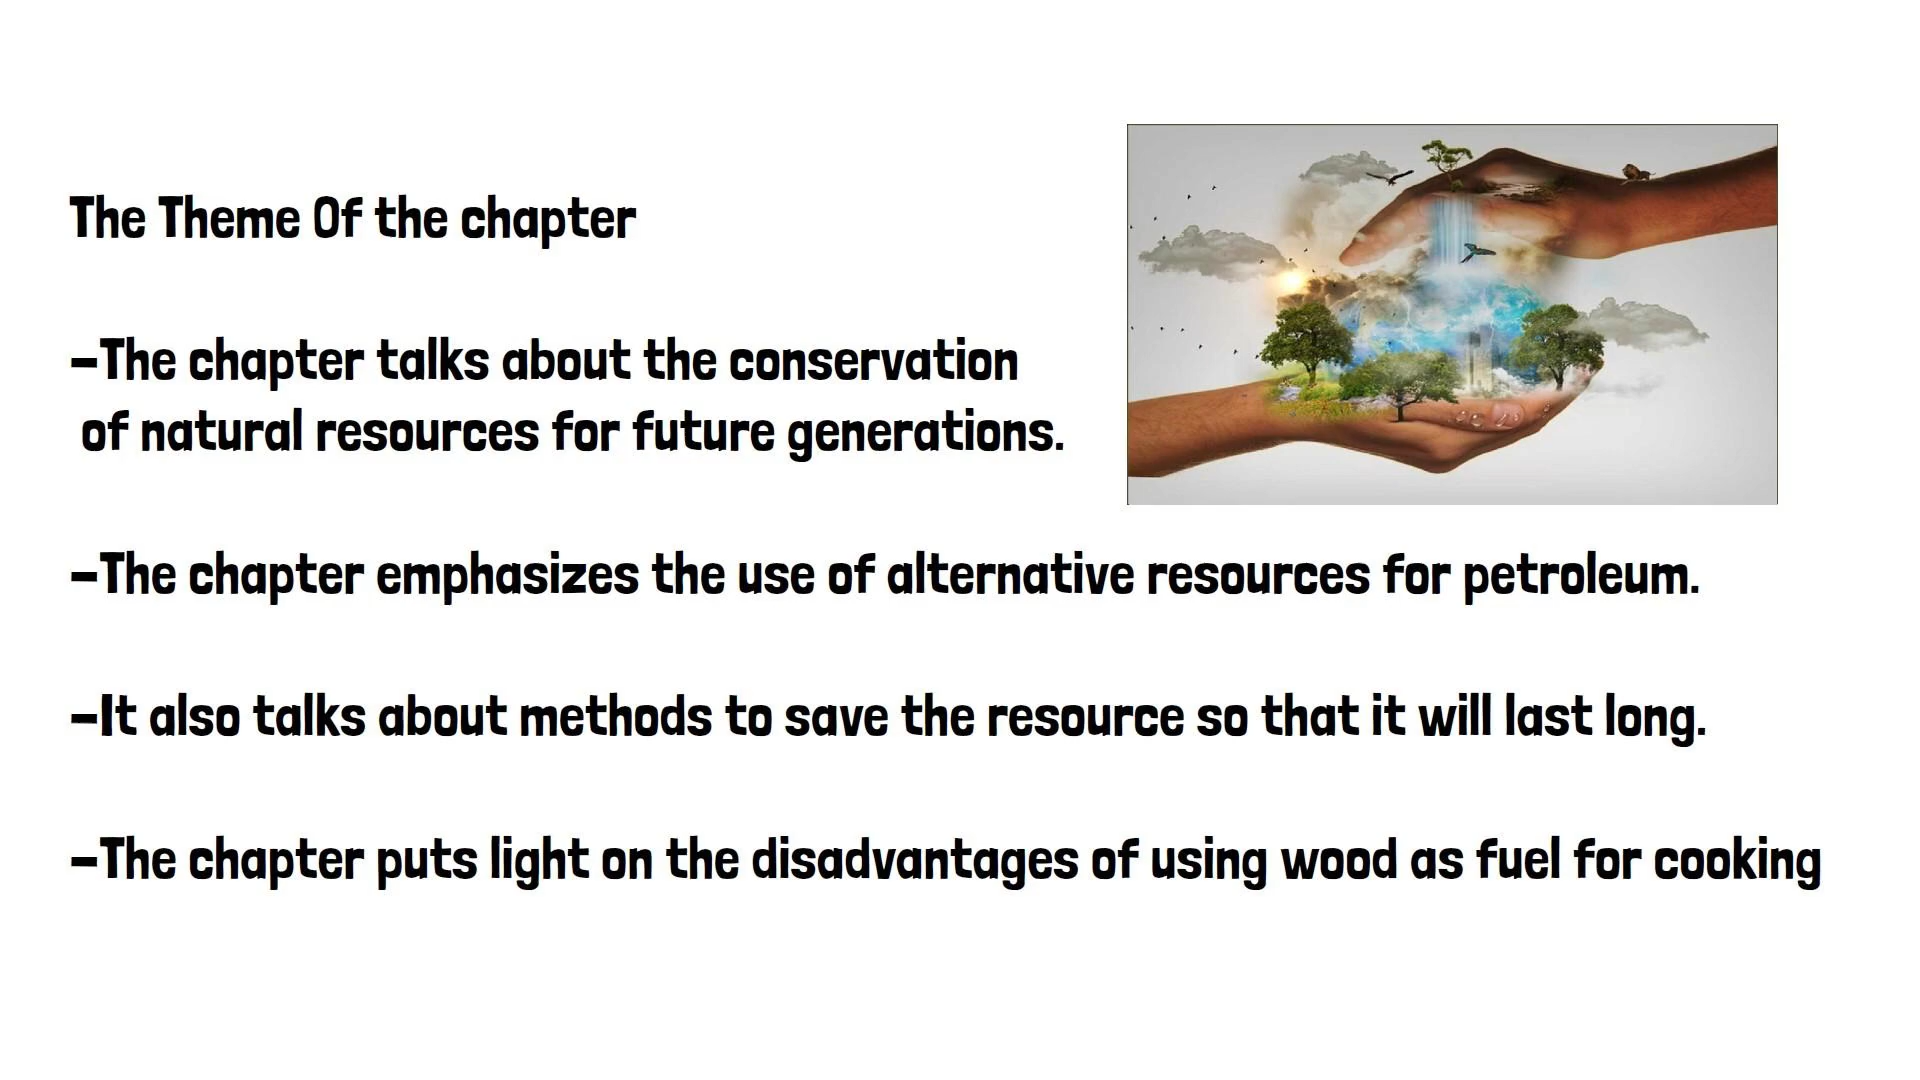 The Theme Of the chapter
-The chapter talks about the conservation
of natural resources for future generations.
-The chapter emphasizes the use of alternative resources for petroleum.
-It also talks about methods to save the resource so that it will last long.
-The chapter puts light on the disadvantages of using wood as fuel for cooking